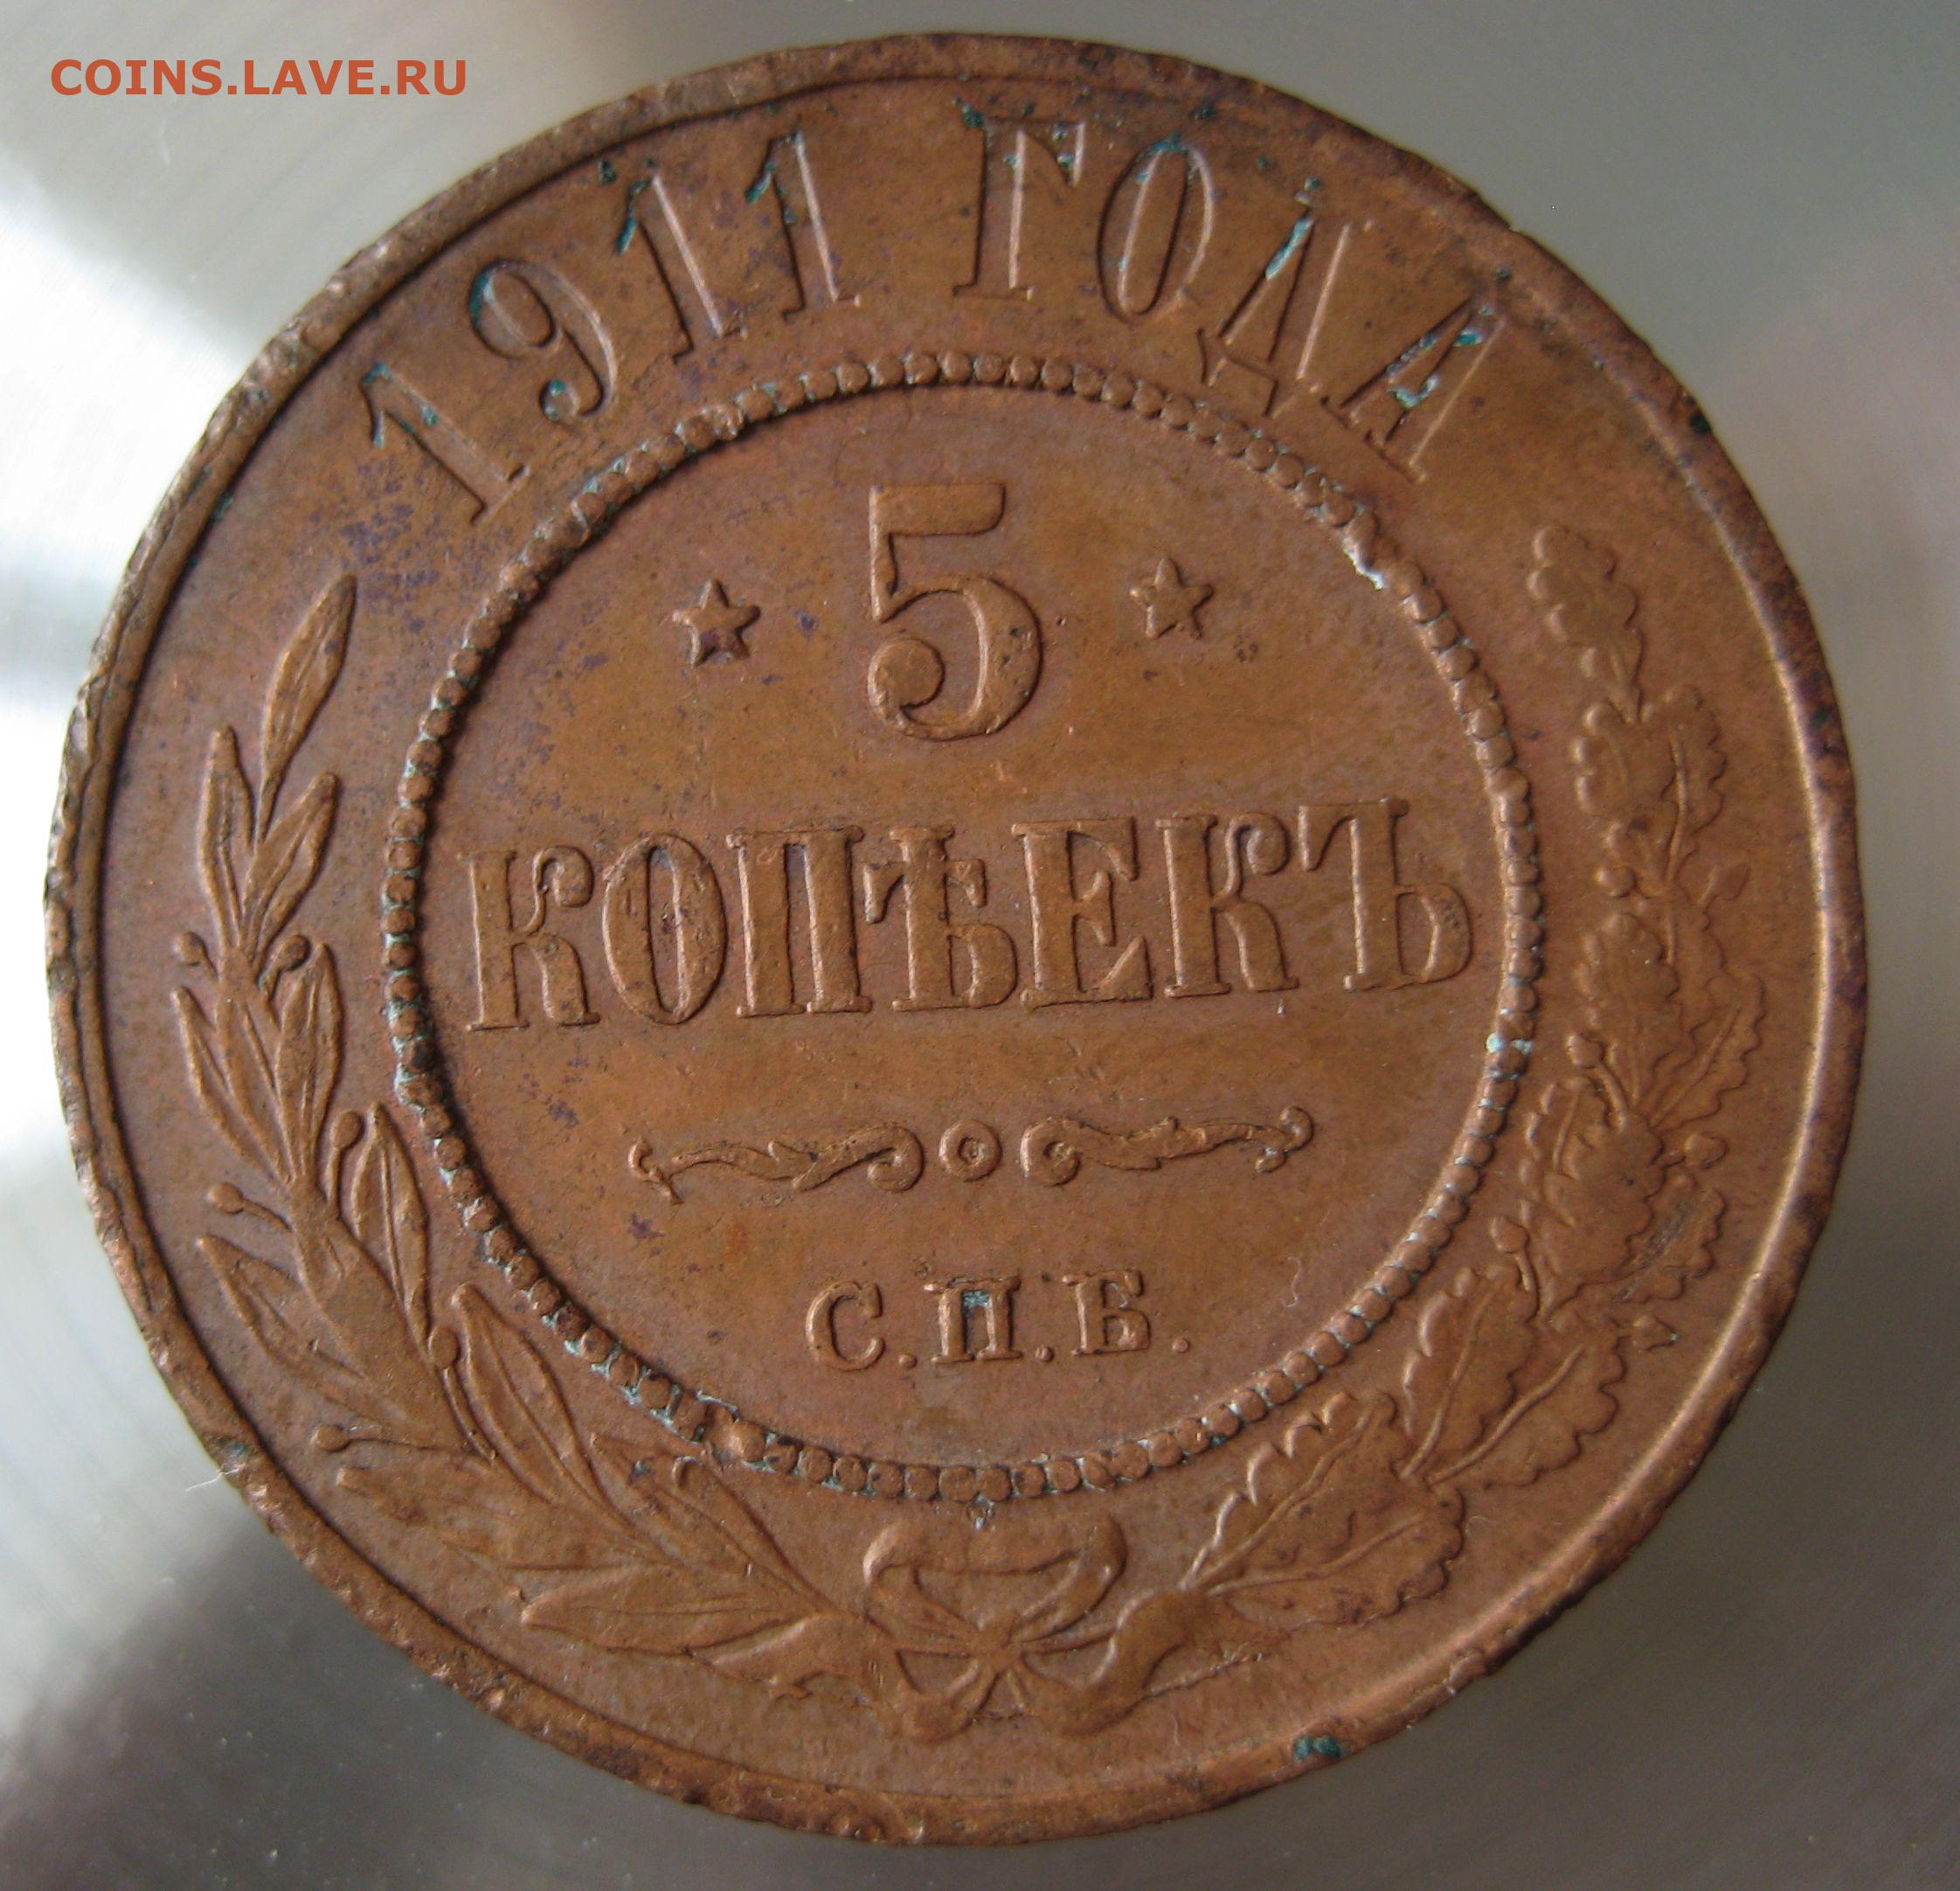 COINS.LAVE.RU
1911 ГОДА
5
КОПѢЕКЪ
С.П.Б.